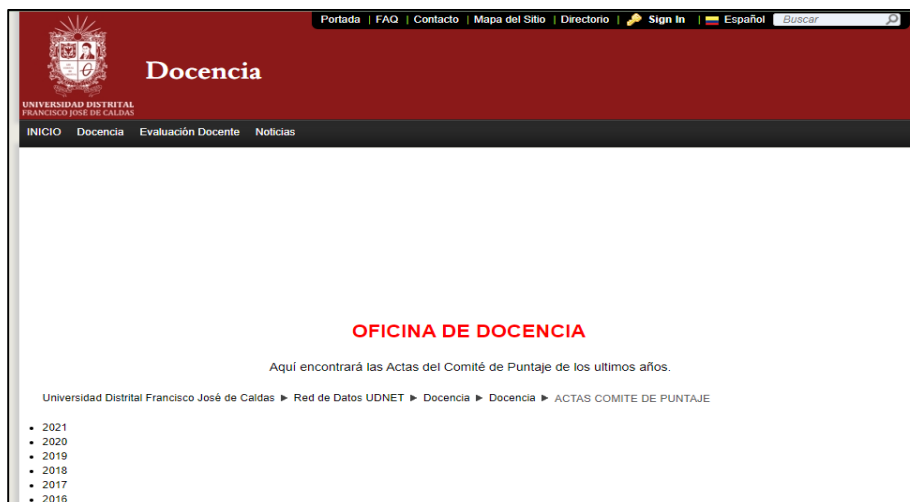 Portada | FAQ | Contacto | Mapa del Sitio | Directorio | Sign In | Español Buscar
Docencia
UNIVERSIDAD DISTRITAL
FRANCISCO JOSÉ DE CALDAS
INICIO Docencia Evaluación Docente Noticias
OFICINA DE DOCENCIA
Aquí encontrará las Actas del Comité de Puntaje de los ultimos años.
Universidad Distrital Francisco José de Caldas ► Red de Datos UDNET ► Docencia ► Docencia ► ACTAS COMITE DE PUNTAJE
• 2021
• 2020
• 2019
• 2018
• 2017
• 2016